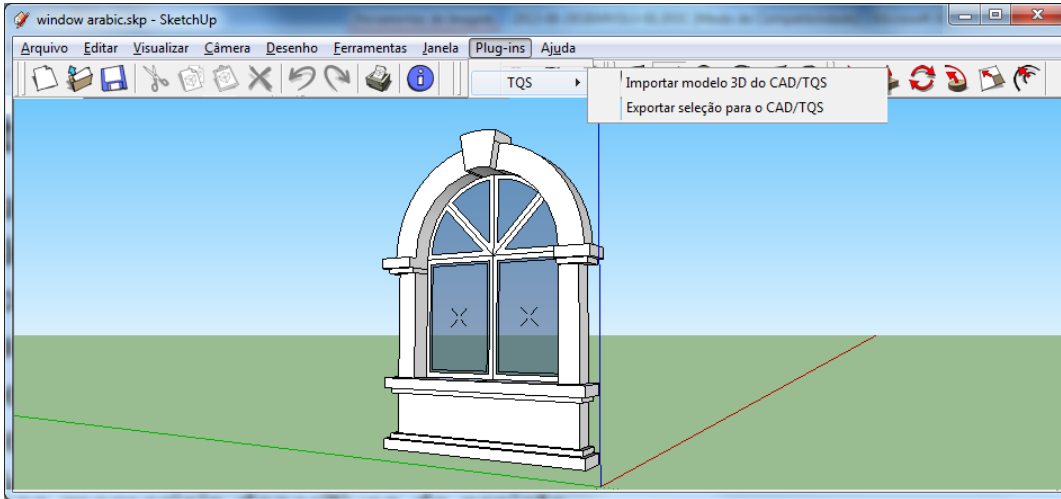 window arabic.skp - SketchUp
Arquivo Editar Visualizar Câmera Desenho Ferramentas Janela Plug-ins Ajuda
TQS
Importar modelo 3D do CAD/TQS
Exportar seleção para o CAD/TQS